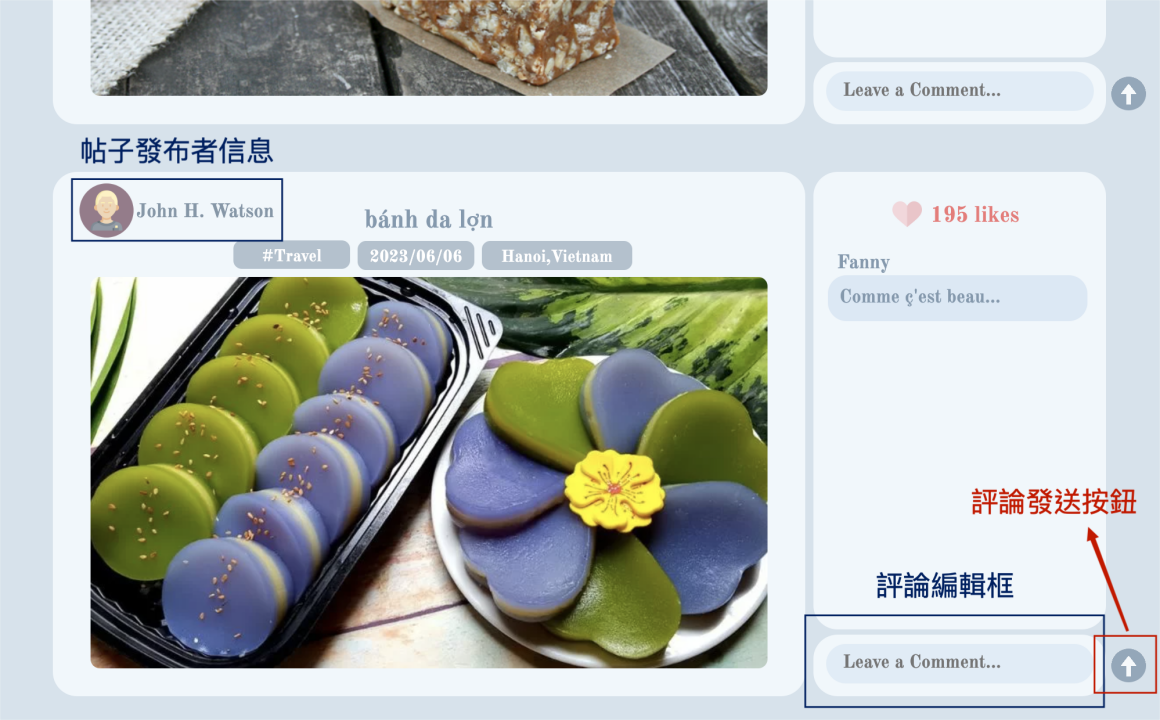 Leave a Comment...
帖子發布者信息
John H. Watson
bánh da lợn
#Travel
2023/06/06
Hanoi,Vietnam
195 likes
Fanny
Comme ç'est beau...
評論發送按鈕
評論編輯框
Leave a Comment...